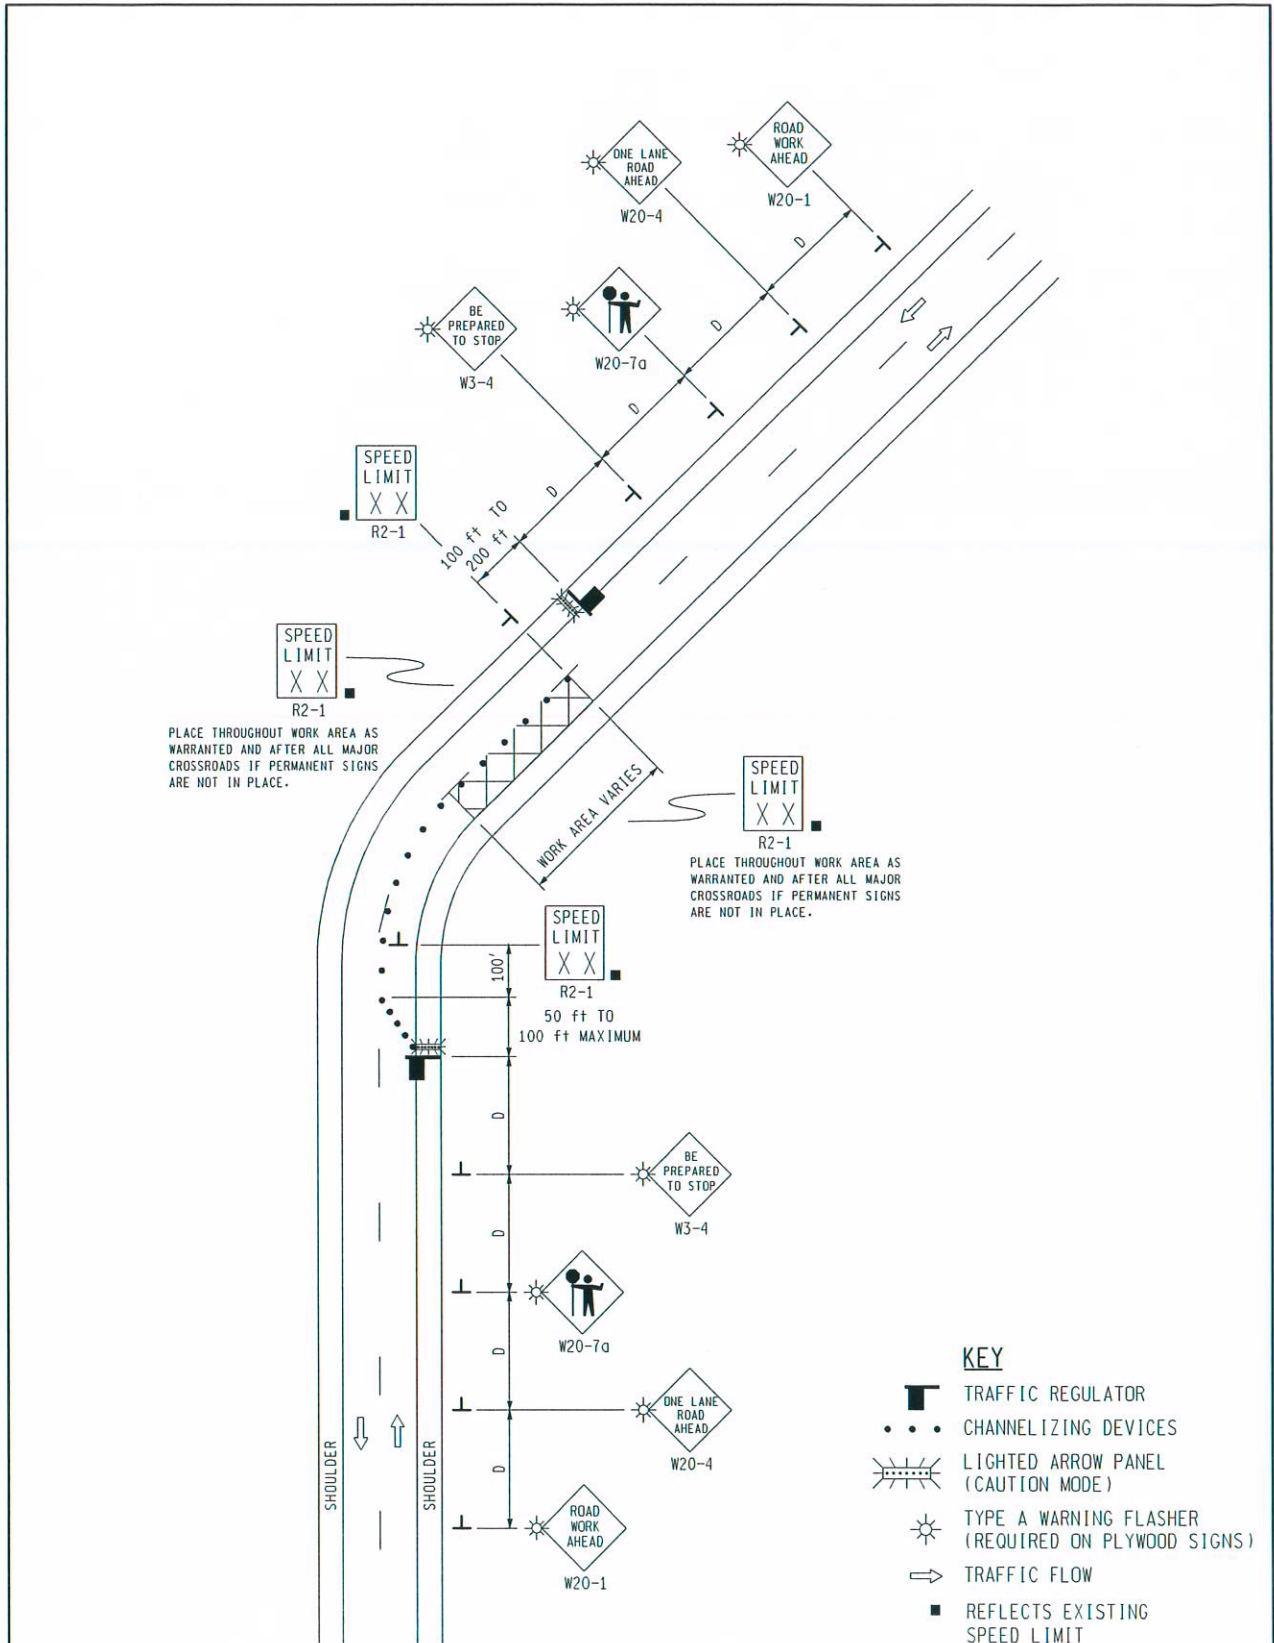 ROAD
WORK
AHEAD
W20-1
ONE LANE
ROAD
AHEAD
W20-4
D
D
W20-7a
BE
PREPARED
TO STOP
W3-4
D
D
SPEED
LIMIT
X X
R2-1
100 ft TO
200 ft
SPEED
LIMIT
X X
R2-1
PLACE THROUGHOUT WORK AREA AS
WARRANTED AND AFTER ALL MAJOR
CROSSROADS IF PERMANENT SIGNS
ARE NOT IN PLACE.
WORK AREA VARIES
SPEED
LIMIT
X X
R2-1
PLACE THROUGHOUT WORK AREA AS
WARRANTED AND AFTER ALL MAJOR
CROSSROADS IF PERMANENT SIGNS
ARE NOT IN PLACE.
SPEED
LIMIT
X X
R2-1
100'
50 ft TO
100 ft MAXIMUM
D
BE
PREPARED
TO STOP
W3-4
D
W20-7a
D
ONE LANE
ROAD
AHEAD
W20-4
D
ROAD
WORK
AHEAD
W20-1
SHOULDER
SHOULDER
KEY
TRAFFIC REGULATOR
CHANNELIZING DEVICES
LIGHTED ARROW PANEL
(CAUTION MODE)
TYPE A WARNING FLASHER
(REQUIRED ON PLYWOOD SIGNS)
TRAFFIC FLOW
REFLECTS EXISTING
SPEED LIMIT